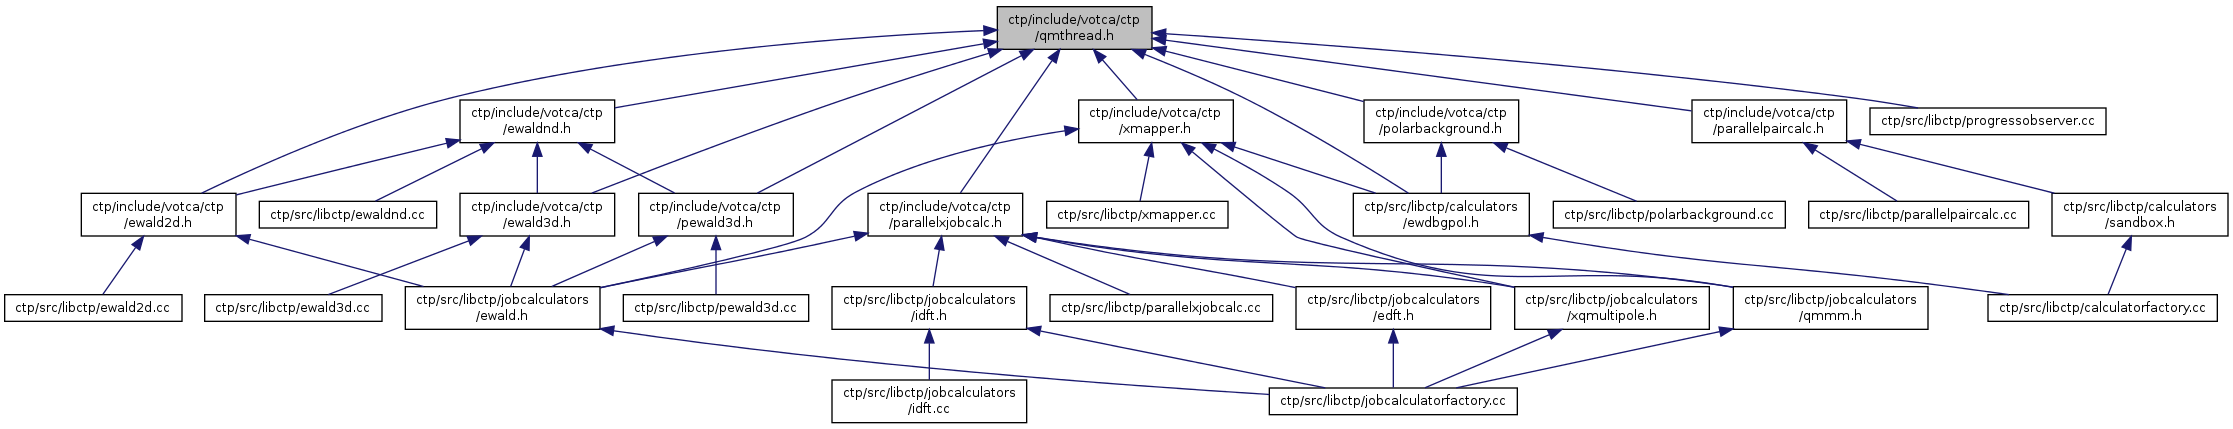 ctp/include/votca/ctp
/qmthread.h
ctp/include/votca/ctp
/ewaldnd.h
ctp/include/votca/ctp
/xmapper.h
ctp/include/votca/ctp
/polarbackground.h
ctp/include/votca/ctp
/parallelpaircalc.h
ctp/src/libctp/progressobserver.cc
ctp/include/votca/ctp
/ewald2d.h
ctp/src/libctp/ewaldnd.cc
ctp/include/votca/ctp
/ewald3d.h
ctp/include/votca/ctp
/pewald3d.h
ctp/include/votca/ctp
/parallelxjobcalc.h
ctp/src/libctp/xmapper.cc
ctp/src/libctp/calculators
/ewdbgpol.h
ctp/src/libctp/polarbackground.cc
ctp/src/libctp/parallelpaircalc.cc
ctp/src/libctp/calculators
/sandbox.h
ctp/src/libctp/ewald2d.cc
ctp/src/libctp/ewald3d.cc
ctp/src/libctp/jobcalculators
/ewald.h
ctp/src/libctp/pewald3d.cc
ctp/src/libctp/jobcalculators
/idft.h
ctp/src/libctp/parallelxjobcalc.cc
ctp/src/libctp/jobcalculators
/edft.h
ctp/src/libctp/jobcalculators
/xqmultipole.h
ctp/src/libctp/jobcalculators
/qmmm.h
ctp/src/libctp/calculatorfactory.cc
ctp/src/libctp/jobcalculators
/idft.cc
ctp/src/libctp/jobcalculatorfactory.cc